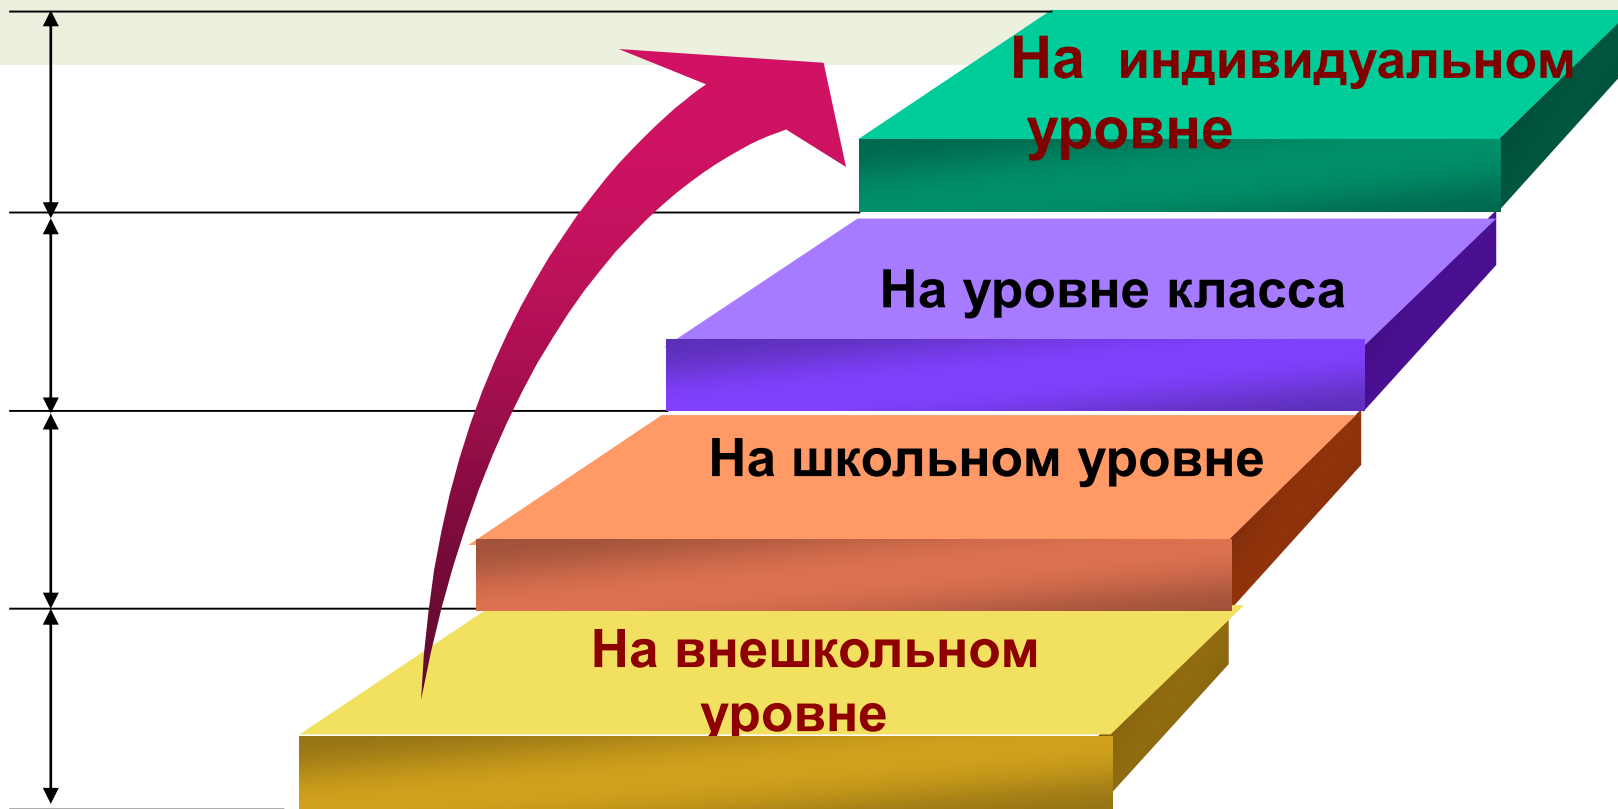 На индивидуальном
уровне
На уровне класса
На школьном уровне
На внешкольном
уровне